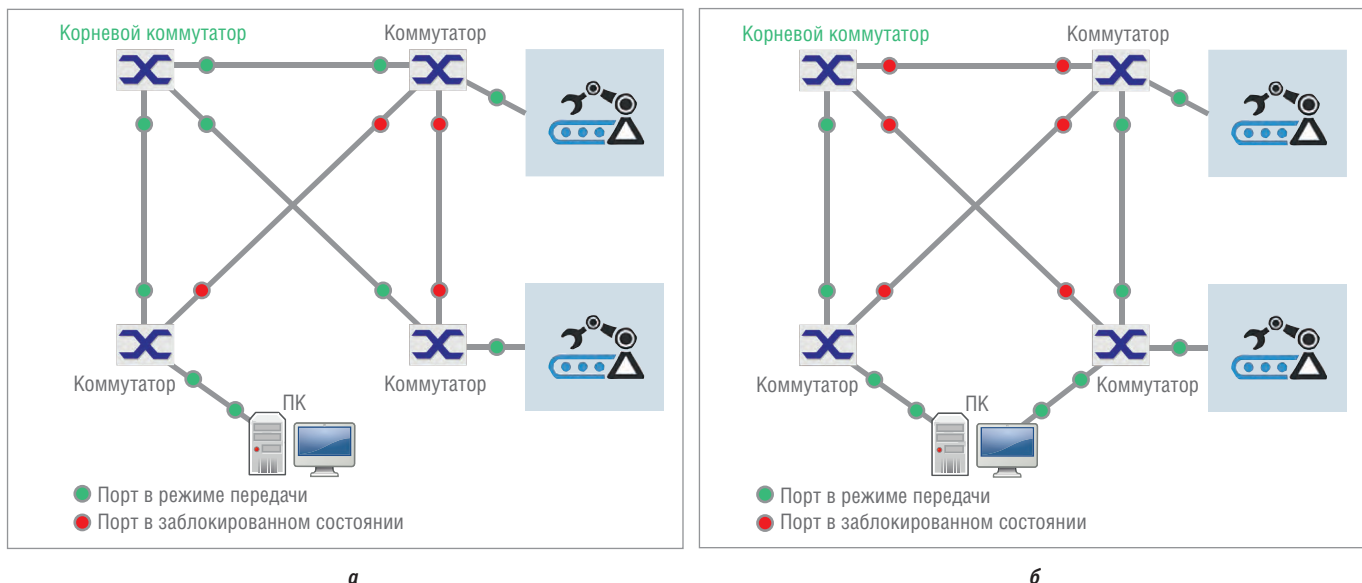 Корневой коммутатор
Коммутатор
Коммутатор
Коммутатор
ПК
Порт в режиме передачи
Порт в заблокированном состоянии
а
Корневой коммутатор
Коммутатор
Коммутатор
Коммутатор
ПК
Порт в режиме передачи
Порт в заблокированном состоянии
б